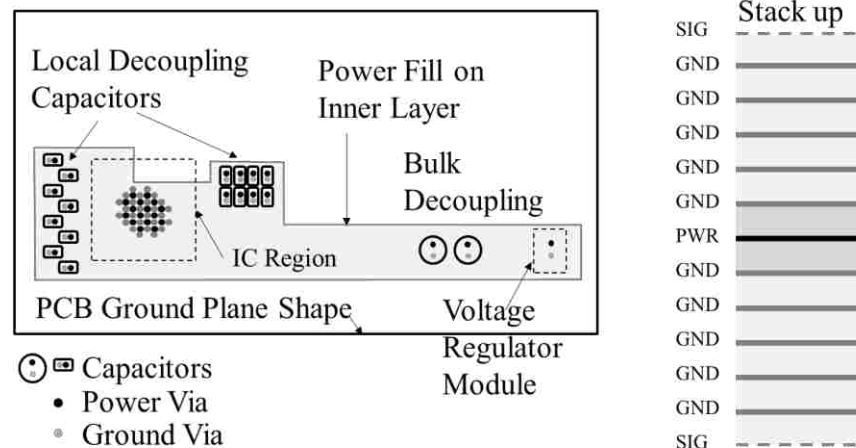 Local Decoupling
Capacitors
Power Fill on
Inner Layer
Bulk
Decoupling
IC Region
PCB Ground Plane Shape
Voltage
Regulator
Module
Capacitors
Power Via
Ground Via
Stack up
SIG
GND
GND
GND
GND
GND
PWR
GND
GND
GND
GND
GND
SIG